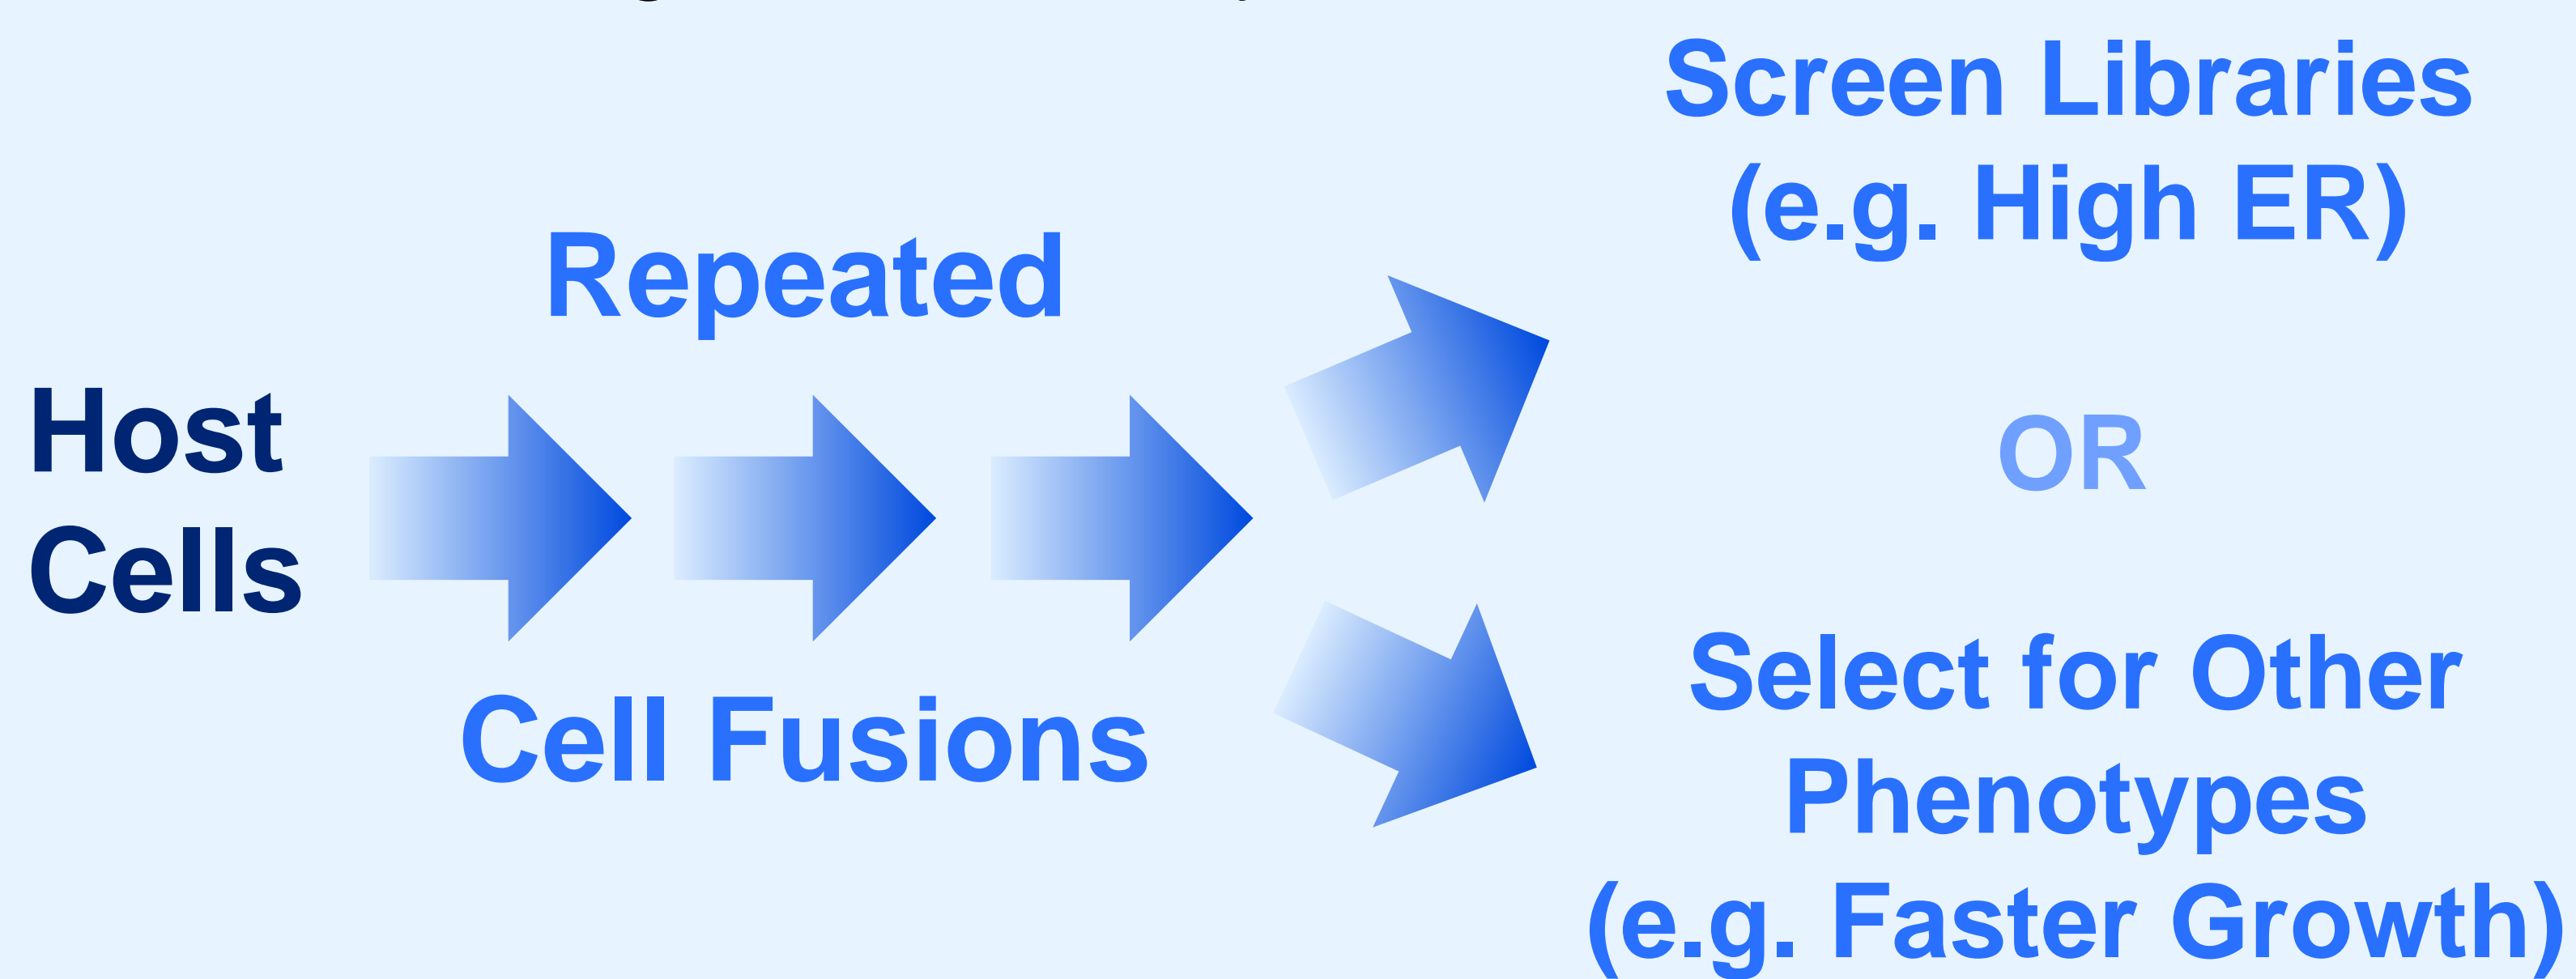 Screen Libraries
(e.g. High ER)
Repeated
Host
Cells
OR
Cell Fusions
Select for Other
Phenotypes
(e.g. Faster Growth)